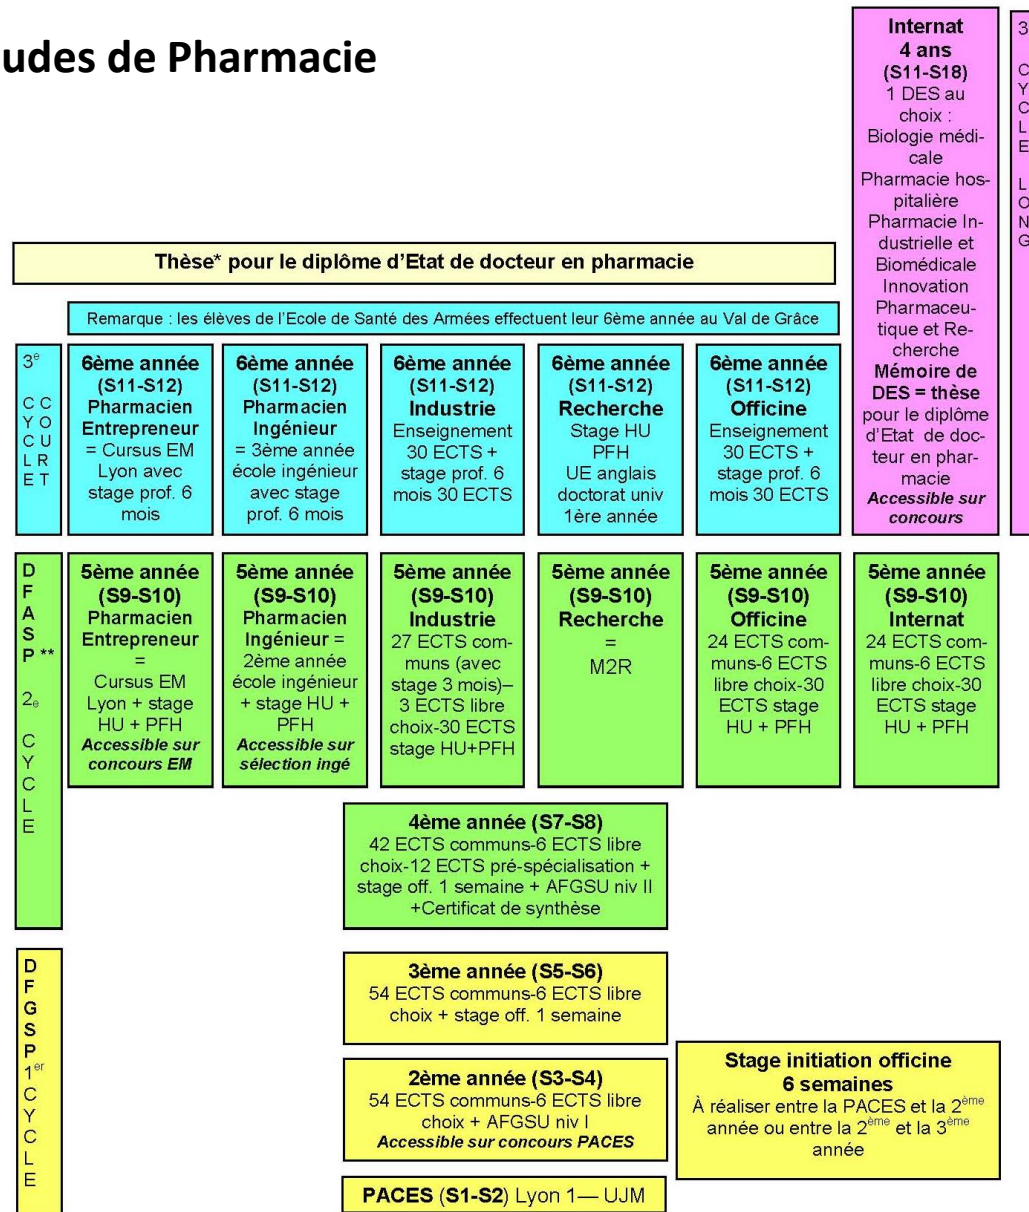 udes de Pharmacie
Internat
4 ans
(S11-S18)
1 DES au
choix :
Biologie médi-
cale
Pharmacie hos-
pitalière
Pharmacie In-
dustrielle et
Biomédicale
Innovation
Pharmaceu-
tique et Re-
cherche
Mémoire de
DES = thèse
pour le diplôme
d'Etat de doc-
teur en phar-
macie
Accessible sur
concours
3
CYCLE
LONG
Thèse* pour le diplôme d'Etat de docteur en pharmacie
Remarque : les élèves de l'Ecole de Santé des Armées effectuent leur 6ème année au Val de Grâce
3e
CYCLE
COURT
6ème année
(S11-S12)
Pharmacien
Entrepreneur
= Cursus EM
Lyon avec
stage prof. 6
mois
6ème année
(S11-S12)
Pharmacien
Ingénieur
= 3ème année
école ingénieur
avec stage
prof. 6 mois
6ème année
(S11-S12)
Industrie
Enseignement
30 ECTS +
stage prof. 6
mois 30 ECTS
6ème année
(S11-S12)
Recherche
Stage HU
PFH
UE anglais
doctorat univ
1ère année
6ème année
(S11-S12)
Officine
Enseignement
30 ECTS +
stage prof. 6
mois 30 ECTS
DFASP **
2e
CYCLE
5ème année
(S9-S10)
Pharmacien
Entrepreneur
=
Cursus EM
Lyon + stage
HU + PFH
Accessible sur
concours EM
5ème année
(S9-S10)
Pharmacien
Ingénieur =
2ème année
école ingénieur
+ stage HU +
PFH
Accessible sur
sélection ingé
5ème année
(S9-S10)
Industrie
27 ECTS com-
muns (avec
stage 3 mois)–
3 ECTS libre
choix-30 ECTS
stage HU+PFH
5ème année
(S9-S10)
Recherche
=
M2R
5ème année
(S9-S10)
Officine
24 ECTS com-
muns-6 ECTS
libre choix-30
ECTS stage
HU + PFH
5ème année
(S9-S10)
Internat
24 ECTS com-
muns-6 ECTS
libre choix-30
ECTS stage
HU + PFH
4ème année (S7-S8)
42 ECTS communs-6 ECTS libre
choix-12 ECTS pré-spécialisation +
stage off. 1 semaine + AFGSU niv II
+Certificat de synthèse
DFGSP
1er
CYCLE
3ème année (S5-S6)
54 ECTS communs-6 ECTS libre
choix + stage off. 1 semaine
2ème année (S3-S4)
54 ECTS communs-6 ECTS libre
choix + AFGSU niv I
Accessible sur concours PACES
Stage initiation officine
6 semaines
À réaliser entre la PACES et la 2ème
année ou entre la 2ème et la 3ème
année
PACES (S1-S2) Lyon 1— UJM